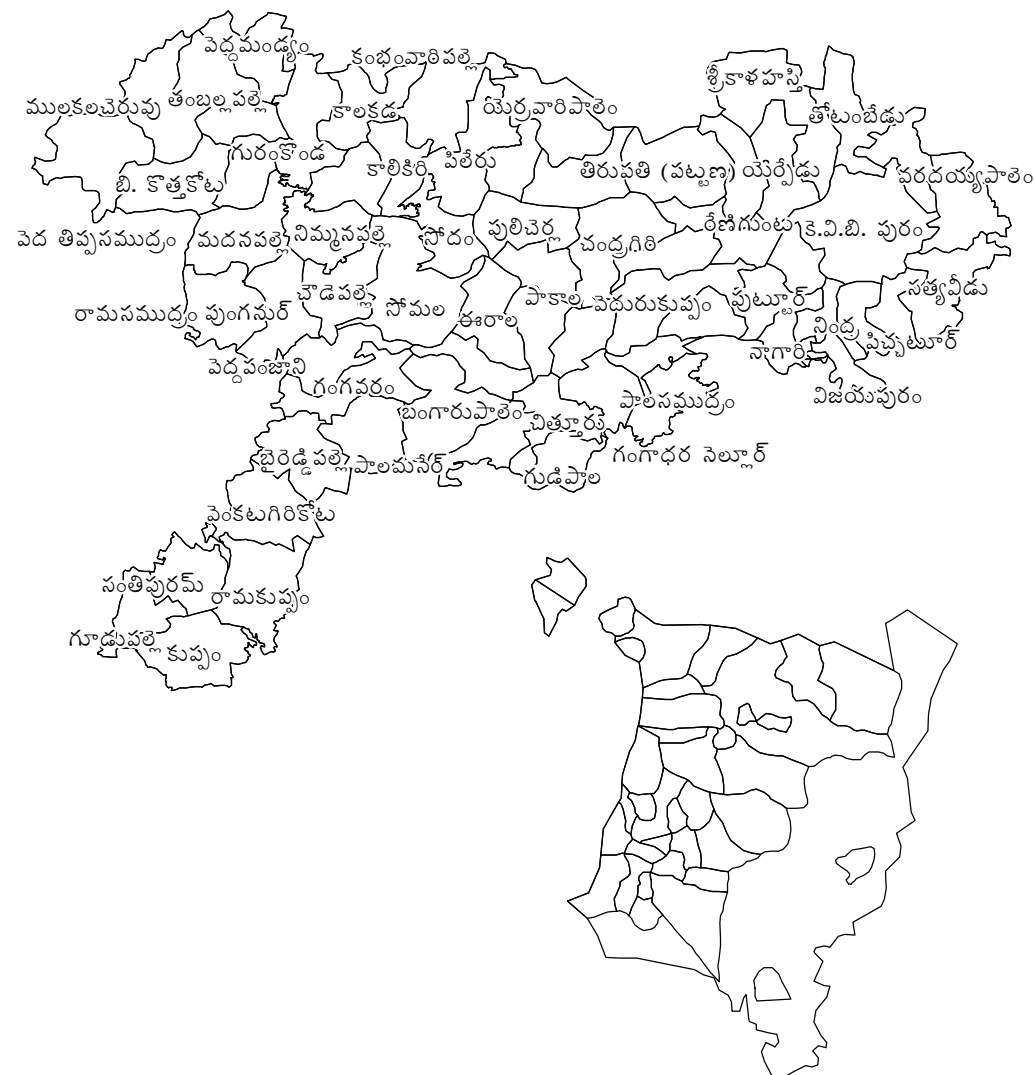 పెద్దమండ్యం
కంభంవారిపల్లె
శ్రీకాళహస్తి
ములకలచెరువు
తంబల్లపల్లె
కాలకడ
యెర్రవారిపాలెం
తోటంబేడు
గురంకొండ
కాలికిరి
పీలేరు
తిరుపతి (పట్టణ)
యేర్పేడు
వరదయ్యపాలెం
బి. కొత్తకోట
పెద తిప్పసముద్రం
మదనపల్లె
నిమ్మనపల్లె
సోదం
పులిచెర్ల
చంద్రగిరి
రేణిగుంట
కె.వి.బి. పురం
సత్యవీడు
రామసముద్రం
పుంగనుర్
చౌడెపల్లె
సోమల
ఈరాల
పాకాల
వెదురుకుప్పం
పుటూర్
నింద్ర
పిచ్చటూర్
నాగారి
పెద్దపంజాని
గంగవరం
బంగారుపాలెం
చిత్తూరు
పాలసముద్రం
విజయపురం
బైరెడ్డిపల్లె
పాలమనేర్
గుడిపాల
గంగాధర నెల్లూర్
వెంకటగిరికోట
సంతిపురమ్
రామకుప్పం
గూడుపల్లె
కుప్పం